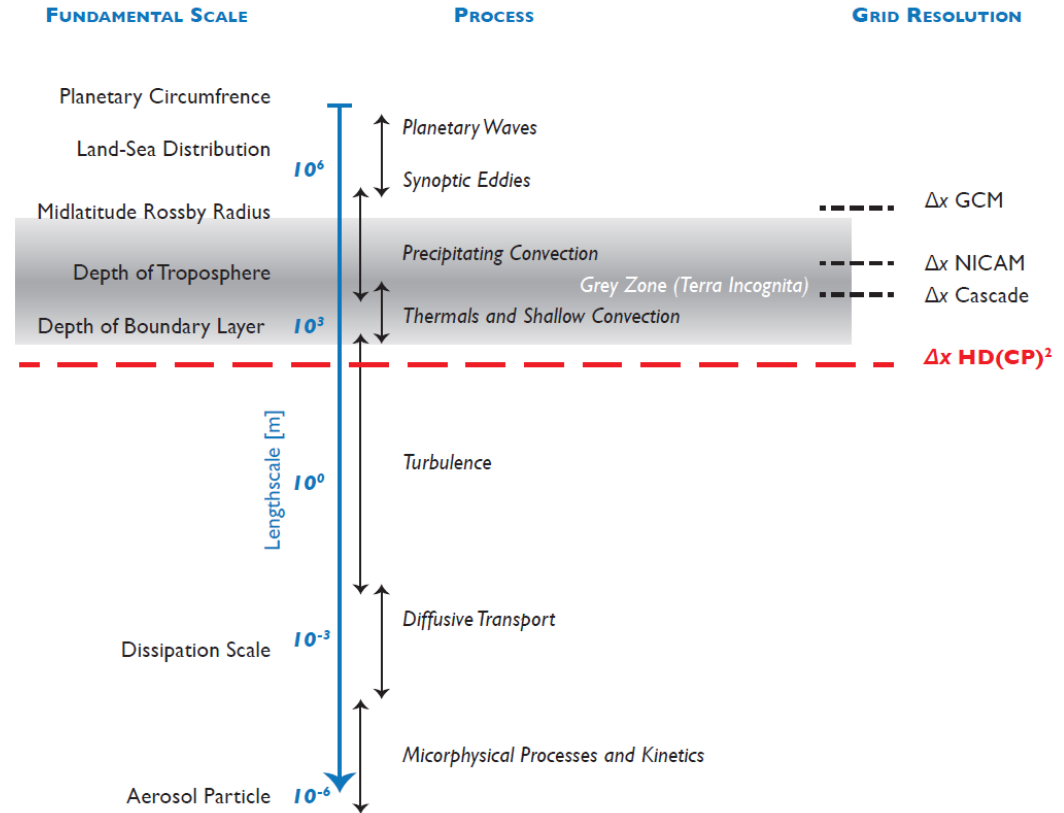 FUNDAMENTAL SCALE
PROCESS
GRID RESOLUTION
Planetary Circumfrence
Planetary Waves
Land-Sea Distribution
10⁶
Synoptic Eddies
Midlatitude Rossby Radius
Δx GCM
Precipitating Convection
Δx NICAM
Depth of Troposphere
Grey Zone (Terra Incognita)
Δx Cascade
Depth of Boundary Layer
10³
Thermals and Shallow Convection
Δx HD(CP)²
Lengthscale [m]
Turbulence
10⁰
Diffusive Transport
10⁻³
Dissipation Scale
Micorphysical Processes and Kinetics
Aerosol Particle
10⁻⁶